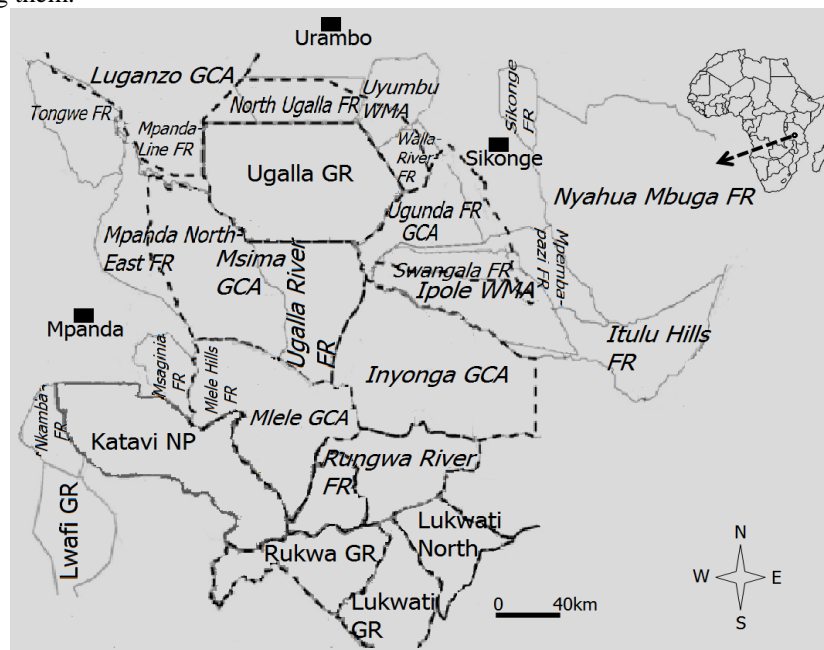 g them.
Urambo
Luganzo GCA
Tongwe FR
North Ugalla FR
Uyumbu
WMA
Mpanda-
Line FR
Walla-
River-
FR
Sikonge
FR
Sikonge
Ugalla GR
Nyahua Mbuga FR
Ugunda FR
GCA
Mpanda North-
East FR
Msima
GCA
Ugalla River
FR
Swangala FR
Ipole WMA
Mpemba-
pazi FR
Mpanda
Itulu Hills
FR
Msaginia
FR
Mlele Hills
FR
Inyonga GCA
Mlele GCA
Nkamba
FR
Katavi NP
Rungwa River
FR
Lwafi GR
Lukwati
North
Rukwa GR
Lukwati
GR
0 40km
N
W E
S